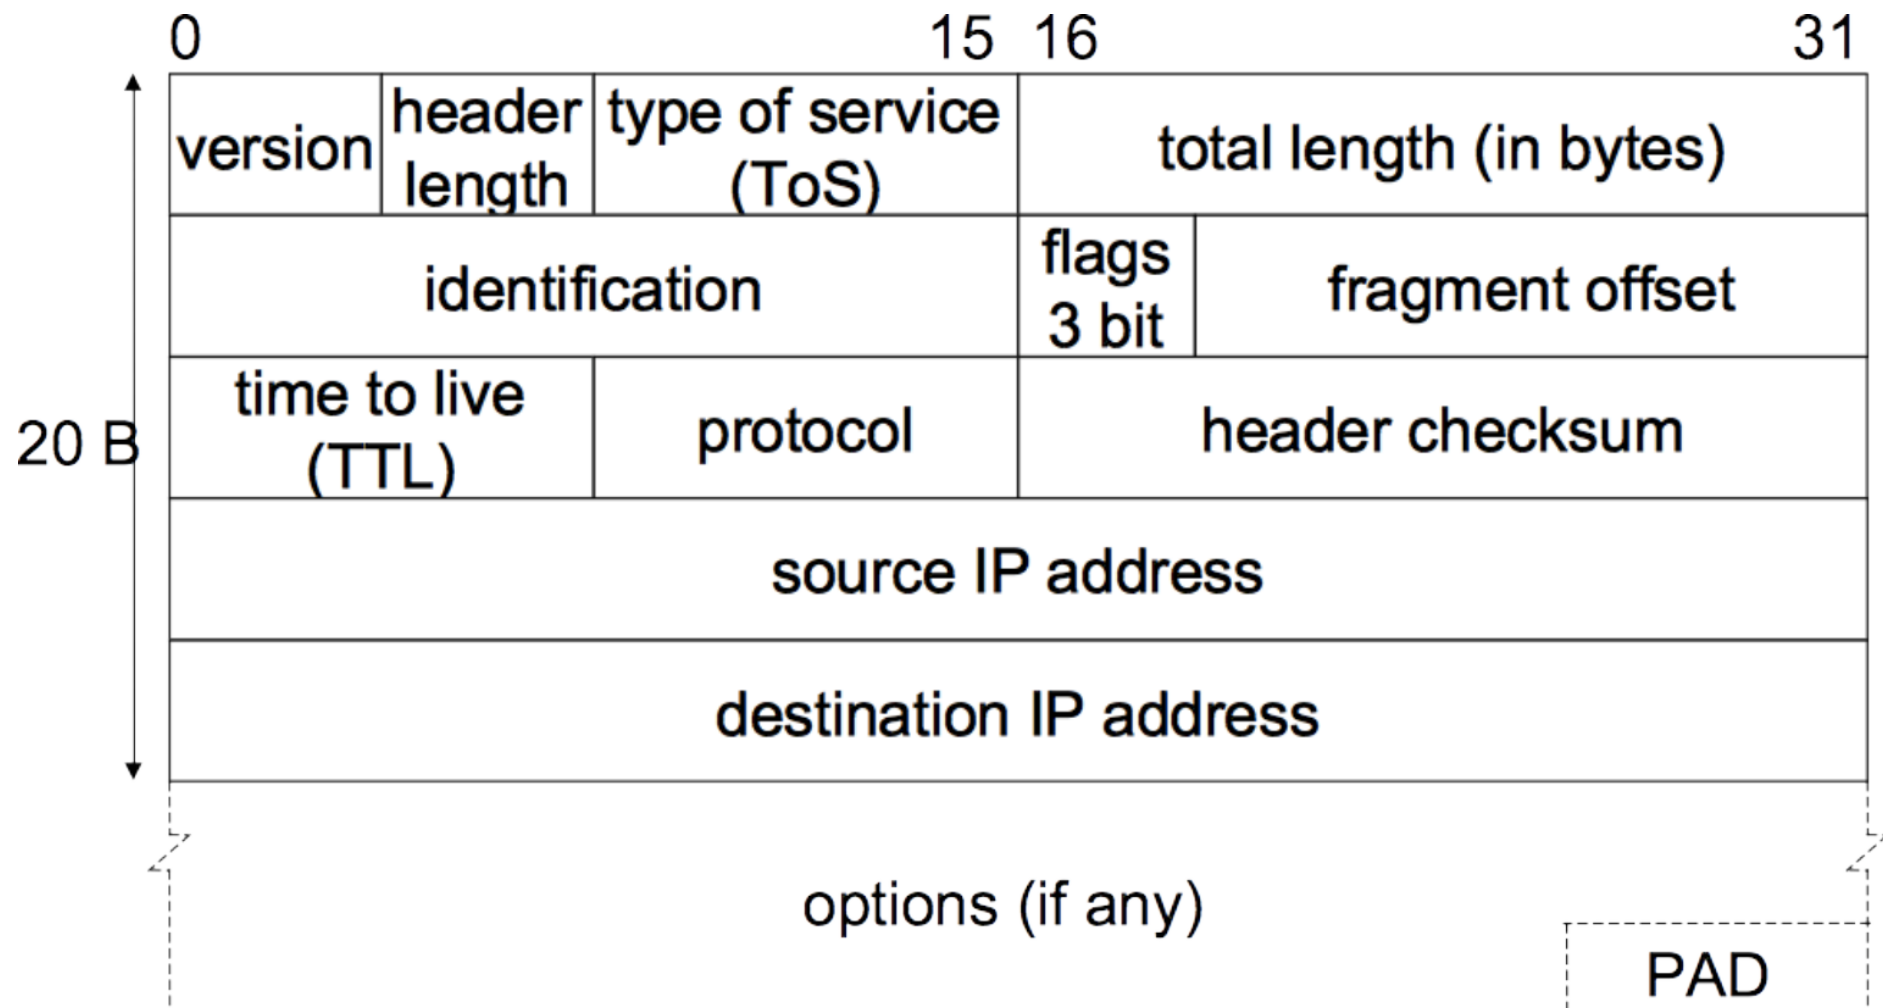 0 15 16 31
version
header
length
type of service
(ToS)
total length (in bytes)
identification
flags
3 bit
fragment offset
time to live
(TTL)
protocol
header checksum
20 B
source IP address
destination IP address
options (if any)
PAD